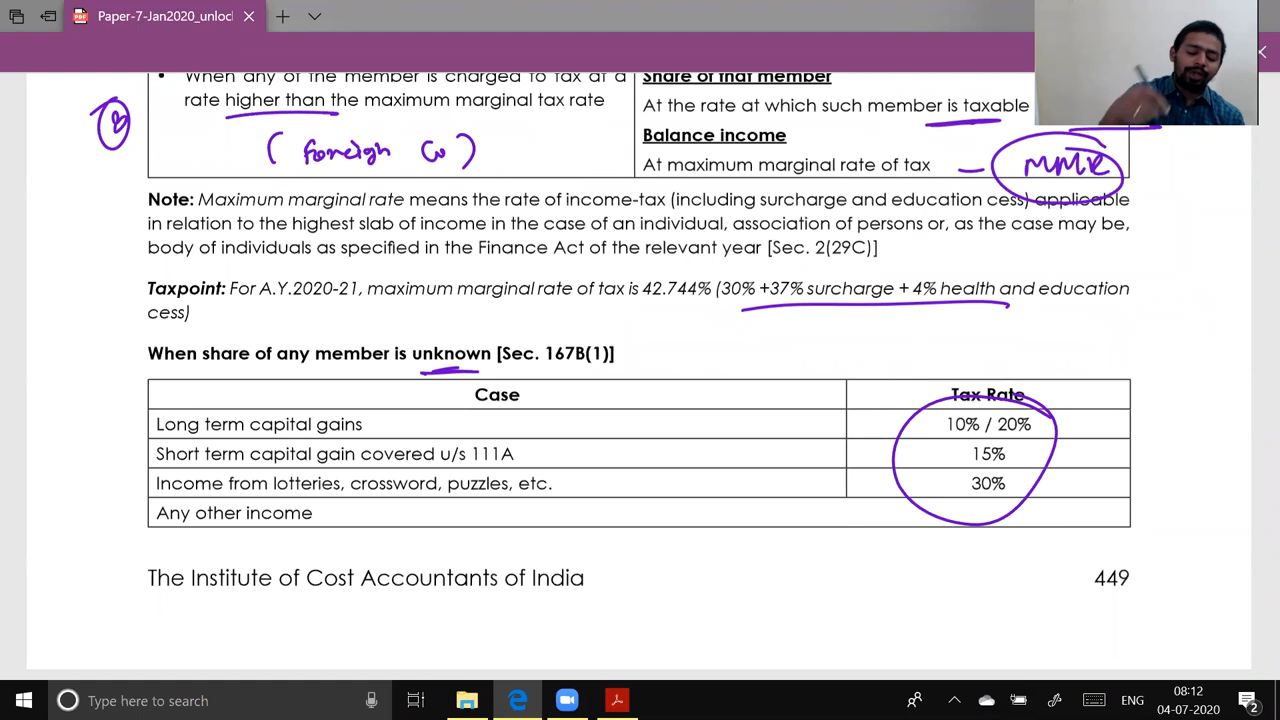 Paper-7-Jan2020_unloc
When any of the member is charged to tax at a
rate higher than the maximum marginal tax rate
B
(foreign Co)
Share of that member
At the rate at which such member is taxable
Balance income
At maximum marginal rate of tax – MMR
Note: Maximum marginal rate means the rate of income-tax (including surcharge and education cess) applicable
in relation to the highest slab of income in the case of an individual, association of persons or, as the case may be,
body of individuals as specified in the Finance Act of the relevant year [Sec. 2(29C)]
Taxpoint: For A.Y.2020-21, maximum marginal rate of tax is 42.744% (30% +37% surcharge + 4% health and education
cess)
When share of any member is unknown [Sec. 167B(1)]
Case Tax Rate
Long term capital gains 10% / 20%
Short term capital gain covered u/s 111A 15%
Income from lotteries, crossword, puzzles, etc. 30%
Any other income
The Institute of Cost Accountants of India 449
Type here to search
ENG
08:12
04-07-2020
2